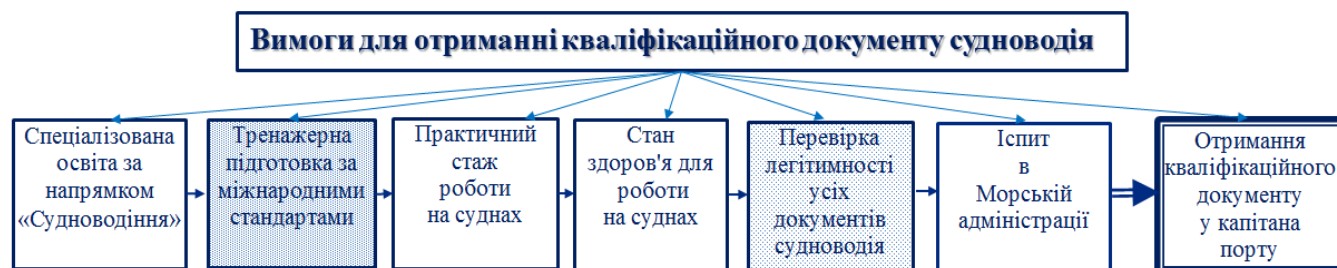 Вимоги для отриманні кваліфікаційного документу судноводія
Спеціалізована
освіта за
напрямком
«Судноводіння»
Тренажерна
підготовка за
міжнародними
стандартами
Практичний
стаж
роботи
на суднах
Стан
здоров'я для
роботи
на суднах
Перевірка
легітимності
усіх
документів
судноводія
Іспит
в
Морській
адміністрації
Отримання
кваліфікаційного
документу
у капітана
порту